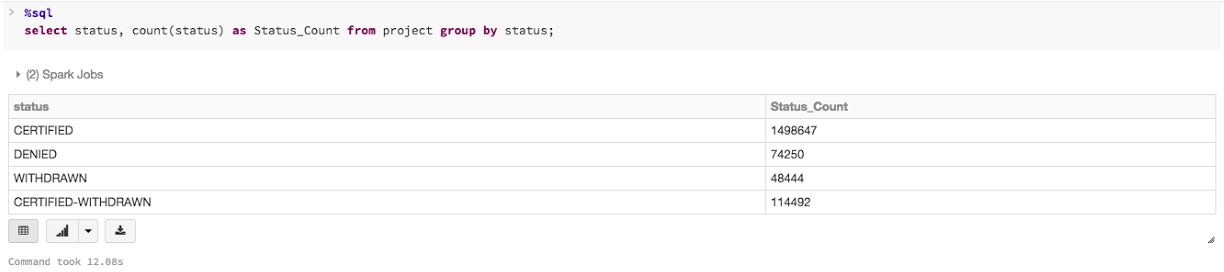 %sql
select status, count(status) as Status_Count from project group by status;
(2) Spark Jobs
status Status_Count
CERTIFIED 1498647
DENIED 74250
WITHDRAWN 48444
CERTIFIED-WITHDRAWN 114492
Command took 12.08s